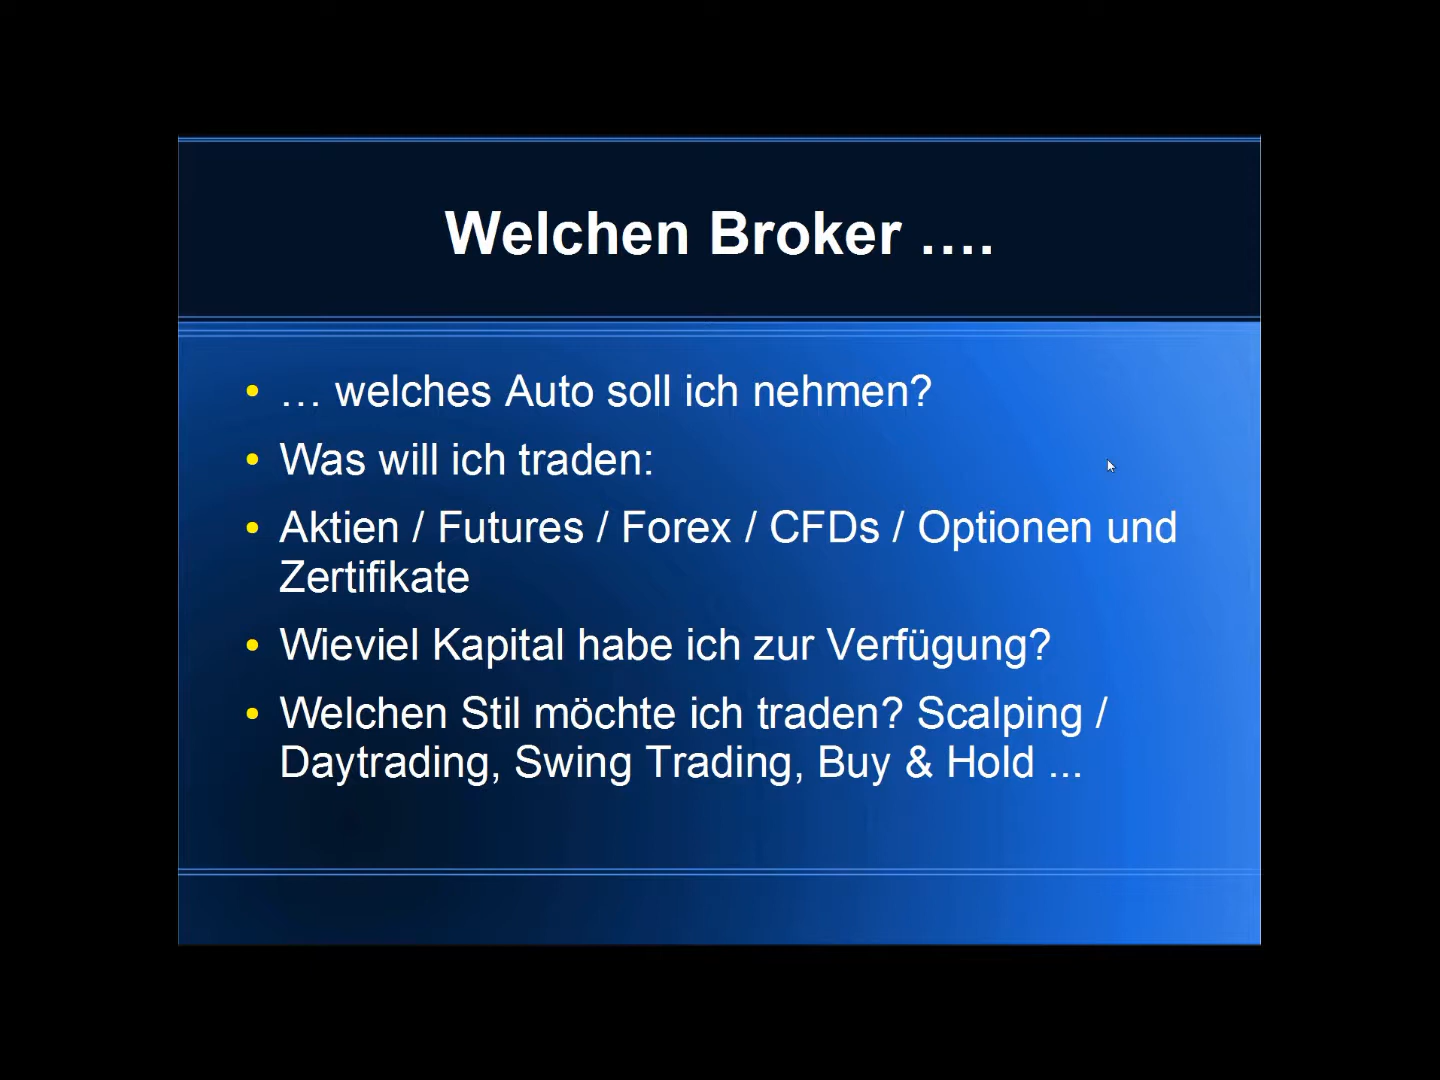 Welchen Broker ….
• … welches Auto soll ich nehmen?
• Was will ich traden:
• Aktien / Futures / Forex / CFDs / Optionen und
Zertifikate
• Wieviel Kapital habe ich zur Verfügung?
• Welchen Stil möchte ich traden? Scalping /
Daytrading, Swing Trading, Buy & Hold ...